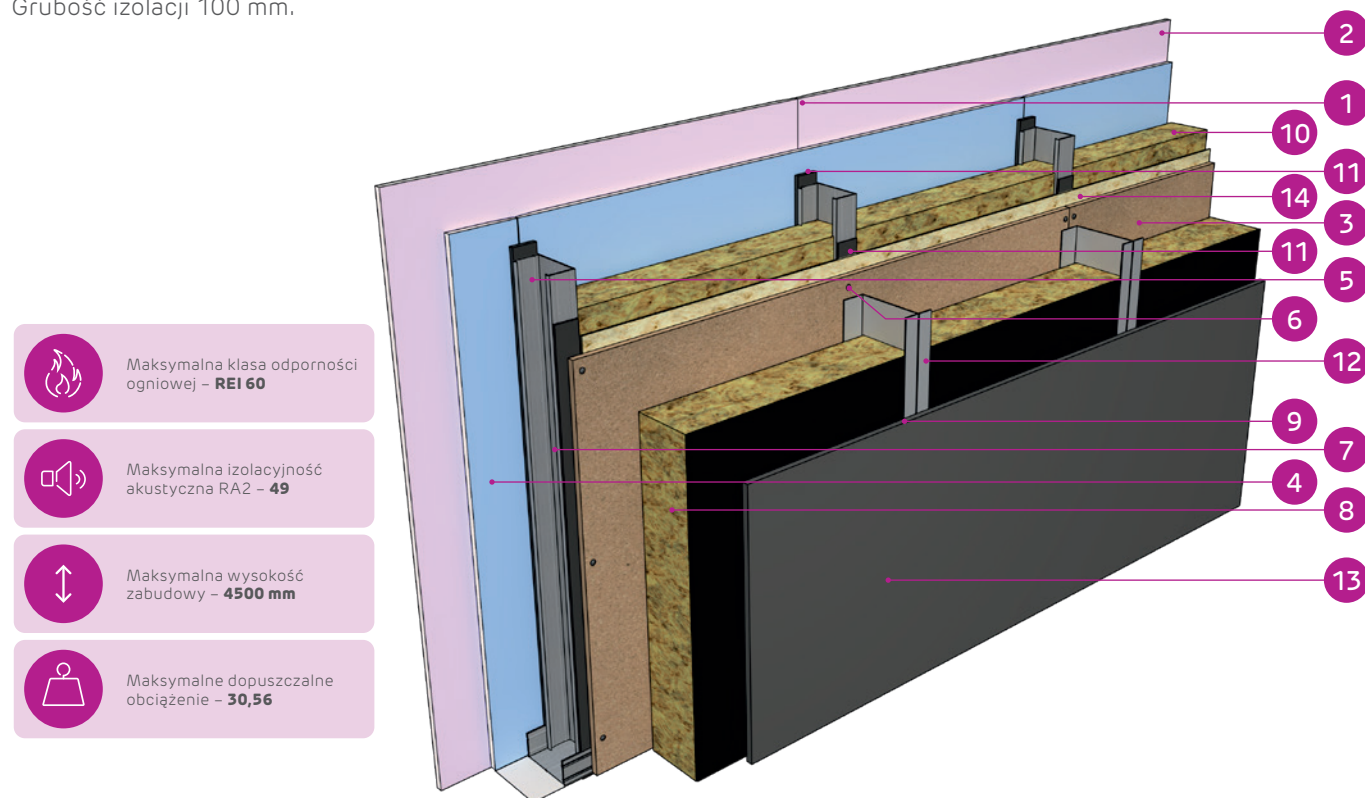 Grubość izolacji 100 mm.
Maksymalna klasa odporności
ogniowej – REI 60
Maksymalna izolacyjność
akustyczna RA2 – 49
Maksymalna wysokość
zabudowy – 4500 mm
Maksymalne dopuszczalne
obciążenie – 30,56
2
1
10
11
14
3
11
5
6
12
9
7
4
8
13